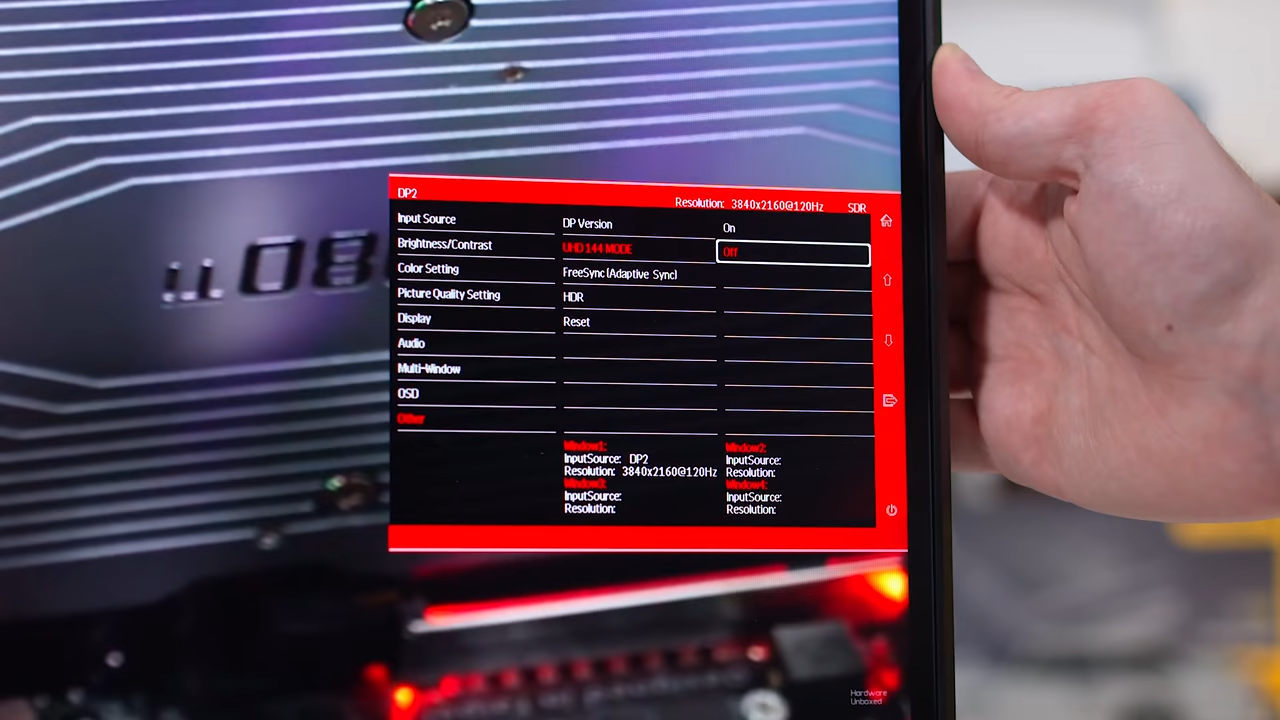 DP2
Resolution: 3840x2160@120Hz SDR
Input Source
Brightness/Contrast
Color Setting
Picture Quality Setting
Display
Audio
Multi-Window
OSD
Other
DP Version
UHD 144 MODE
FreeSync (Adaptive Sync)
HDR
Reset
On
Off
Window1:
InputSource: DP2
Resolution: 3840x2160@120Hz
Window2:
InputSource:
Resolution:
Window3:
InputSource:
Resolution:
Window4:
InputSource:
Resolution:
Hardware
Unboxed